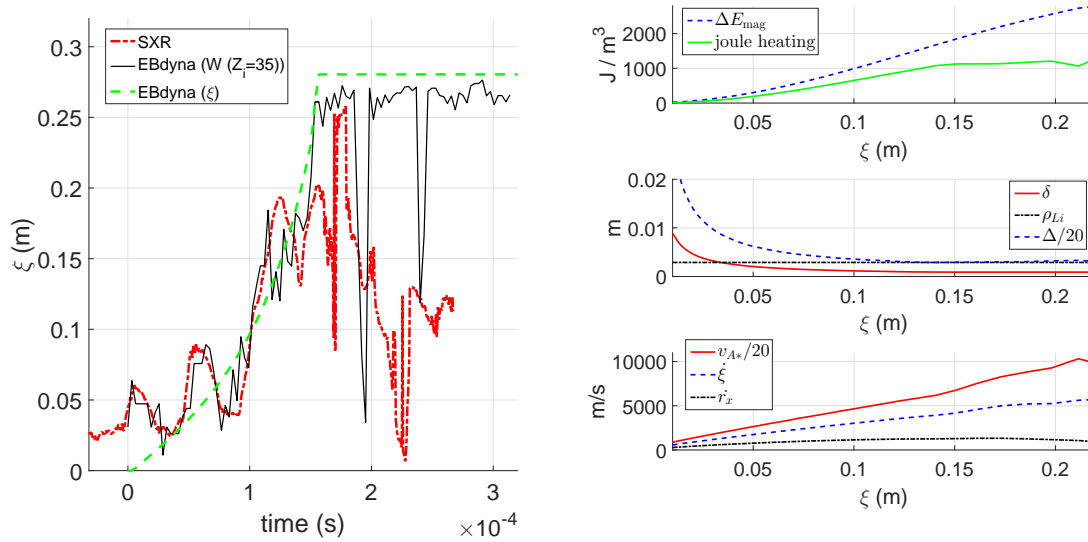 0.3
0.25
0.2
0.15
0.1
0.05
0
ξ (m)
SXR
EBdyna (W (Z_i=35))
EBdyna (ξ)
0 1 2 3
time (s)
×10^-4
2000
1000
0
J / m^3
ΔE_mag
joule heating
0.05 0.1 0.15 0.2
ξ (m)
0.02
0.01
0
m
δ
ρ_Li
Δ/20
0.05 0.1 0.15 0.2
ξ (m)
10000
5000
0
m/s
v_A*/20
ξ̇
ṙ_x
0.05 0.1 0.15 0.2
ξ (m)